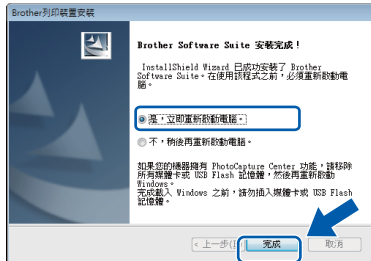 Brother列印裝置安裝
Brother Software Suite 安裝完成！
InstallShield Wizard 已成功安裝了 Brother
Software Suite。在使用該程式之前，必須重新啟動電
腦。
是，立即重新啟動電腦。
不，稍後再重新啟動電腦。
如果您的機器擁有 PhotoCapture Center 功能，請移除
所有媒體卡或 USB Flash 記憶體，然後再重新啟動
Windows。
完成載入 Windows 之前，請勿插入媒體卡或 USB Flash
記憶體。
< 上一步(
完成
取消